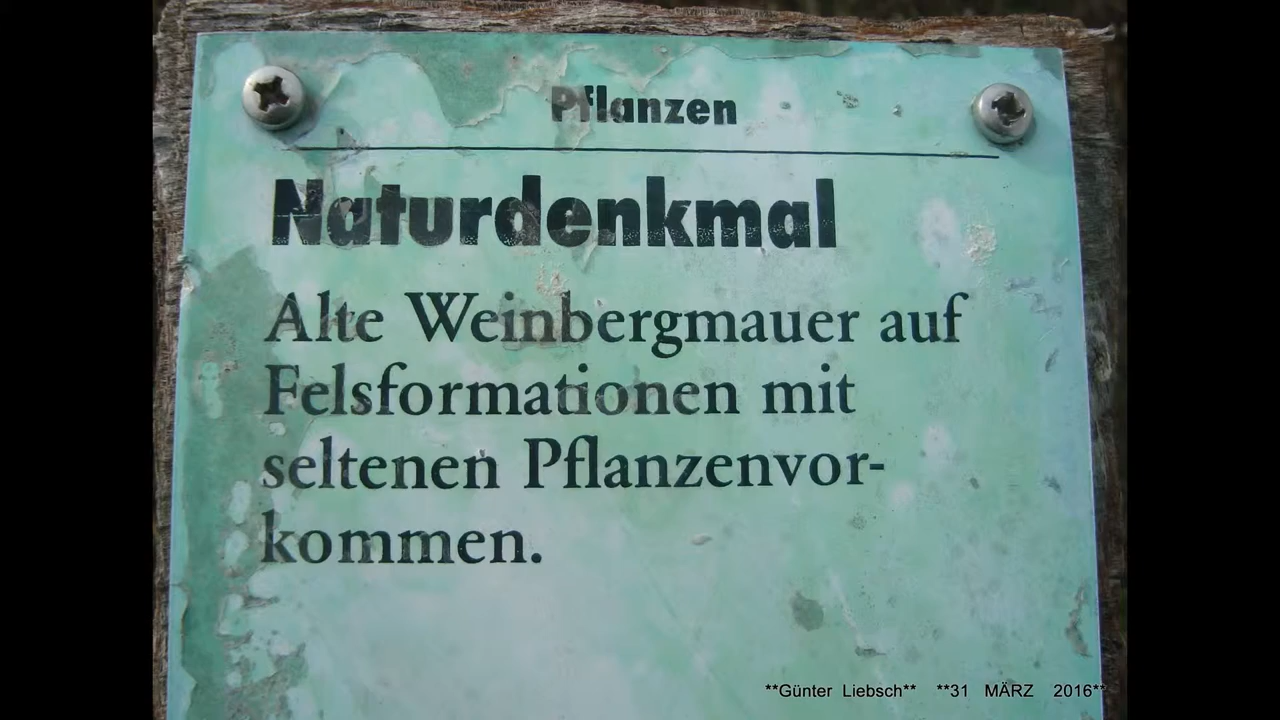 Pflanzen
Naturdenkmal
Alte Weinbergmauer auf
Felsformationen mit
seltenen Pflanzenvor-
kommen.
**Günter Liebsch** **31 MÄRZ 2016**